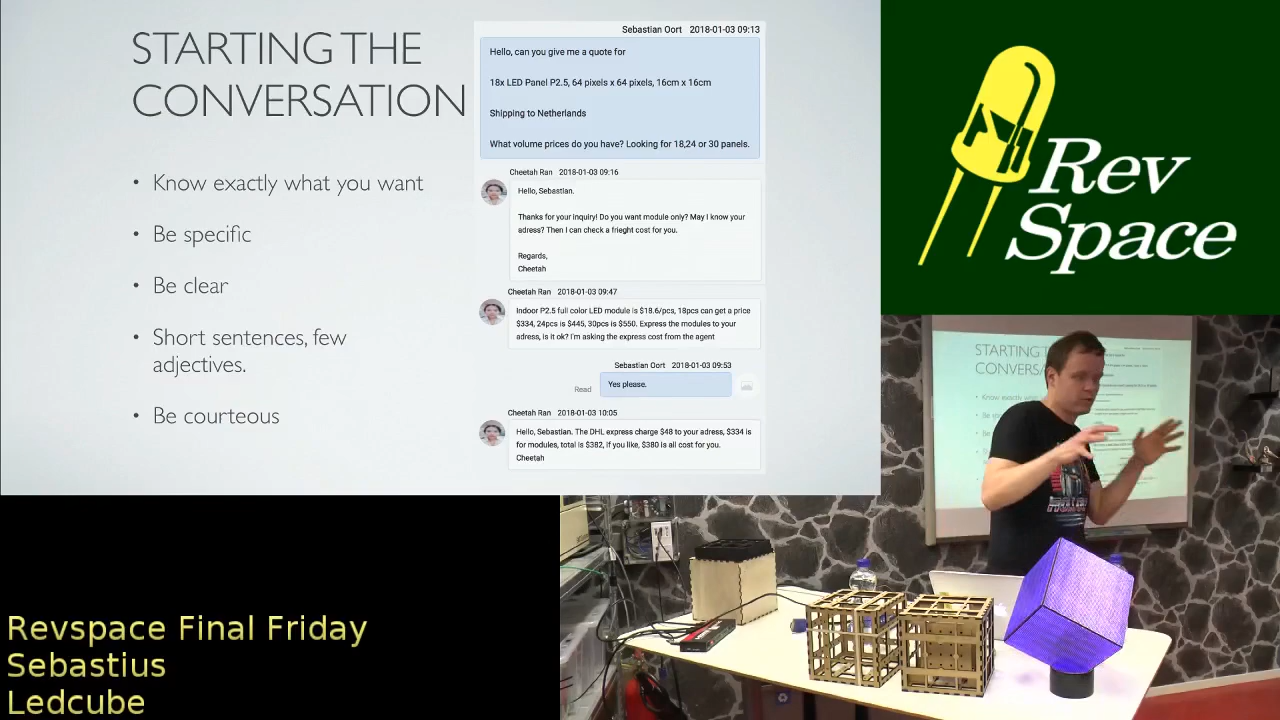 STARTING THE
CONVERSATION
• Know exactly what you want
• Be specific
• Be clear
• Short sentences, few
adjectives.
• Be courteous
Sebastian Oort 2018-01-03 09:13
Hello, can you give me a quote for
18x LED Panel P2.5, 64 pixels x 64 pixels, 16cm x 16cm
Shipping to Netherlands
What volume prices do you have? Looking for 18,24 or 30 panels.
Cheetah Ran 2018-01-03 09:16
Hello, Sebastian.
Thanks for your inquiry! Do you want module only? May I know your
adress? Then I can check a frieght cost for you.
Regards,
Cheetah
Cheetah Ran 2018-01-03 09:47
Indoor P2.5 full color LED module is $18.6/pcs, 18pcs can get a price
$334, 24pcs is $445, 30pcs is $550. Express the modules to your
adress, is it ok? I'm asking the express cost from the agent
Sebastian Oort 2018-01-03 09:53
Read
Yes please.
Cheetah Ran 2018-01-03 10:05
Hello, Sebastian. The DHL express charge $48 to your adress, $334 is
for modules, total is $382, if you like, $380 is all cost for you.
Cheetah
Rev
Space
STARTING T
CONVERSA
Know exactly what
Revspace Final Friday
Sebastius
Ledcube